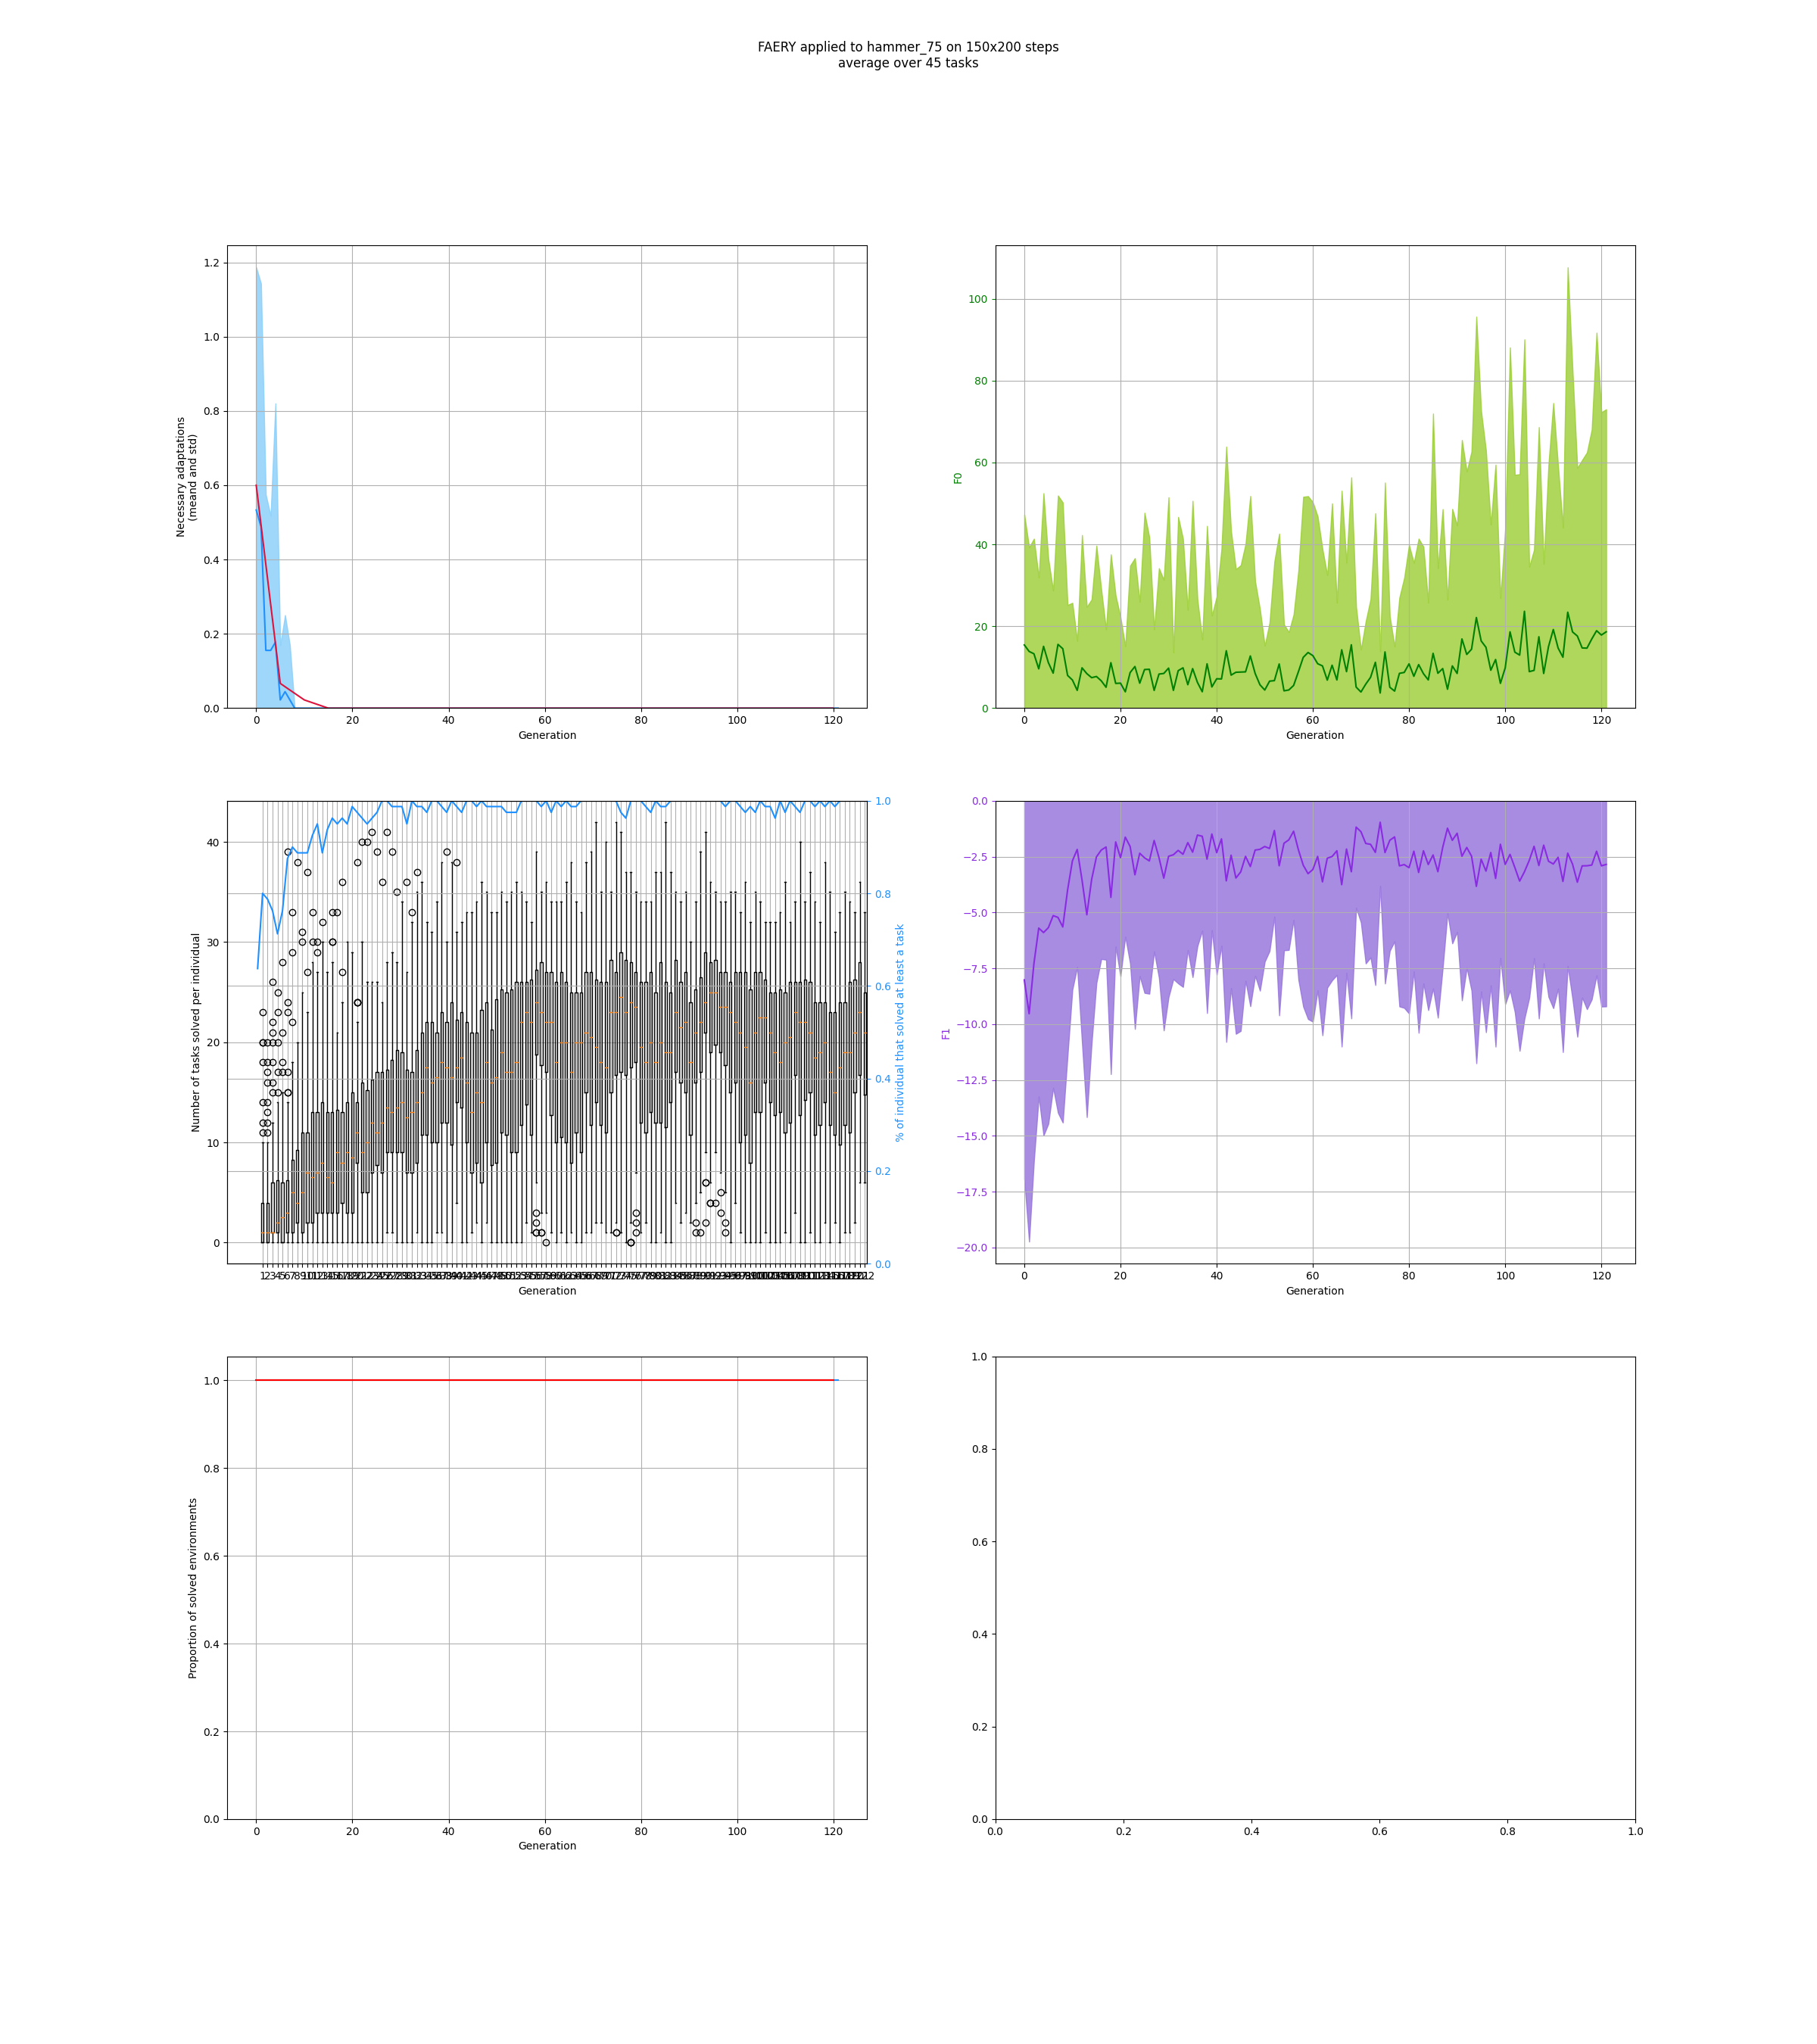 FAERY applied to hammer_75 on 150x200 steps
average over 45 tasks
1.2
1.0
0.8
0.6
0.4
0.2
0.0
Necessary adaptations
(meand and std)
0 20 40 60 80 100 120
Generation
100
80
60
40
20
0
F0
0 20 40 60 80 100 120
Generation
40
30
20
10
0
Number of tasks solved per individual
1.0
0.8
0.6
0.4
0.2
0.0
% of individual that solved at least a task
Generation
0.0
−2.5
−5.0
−7.5
−10.0
−12.5
−15.0
−17.5
−20.0
F1
0 20 40 60 80 100 120
Generation
1.0
0.8
0.6
0.4
0.2
0.0
Proportion of solved environments
0 20 40 60 80 100 120
Generation
1.0
0.8
0.6
0.4
0.2
0.0
0.0 0.2 0.4 0.6 0.8 1.0